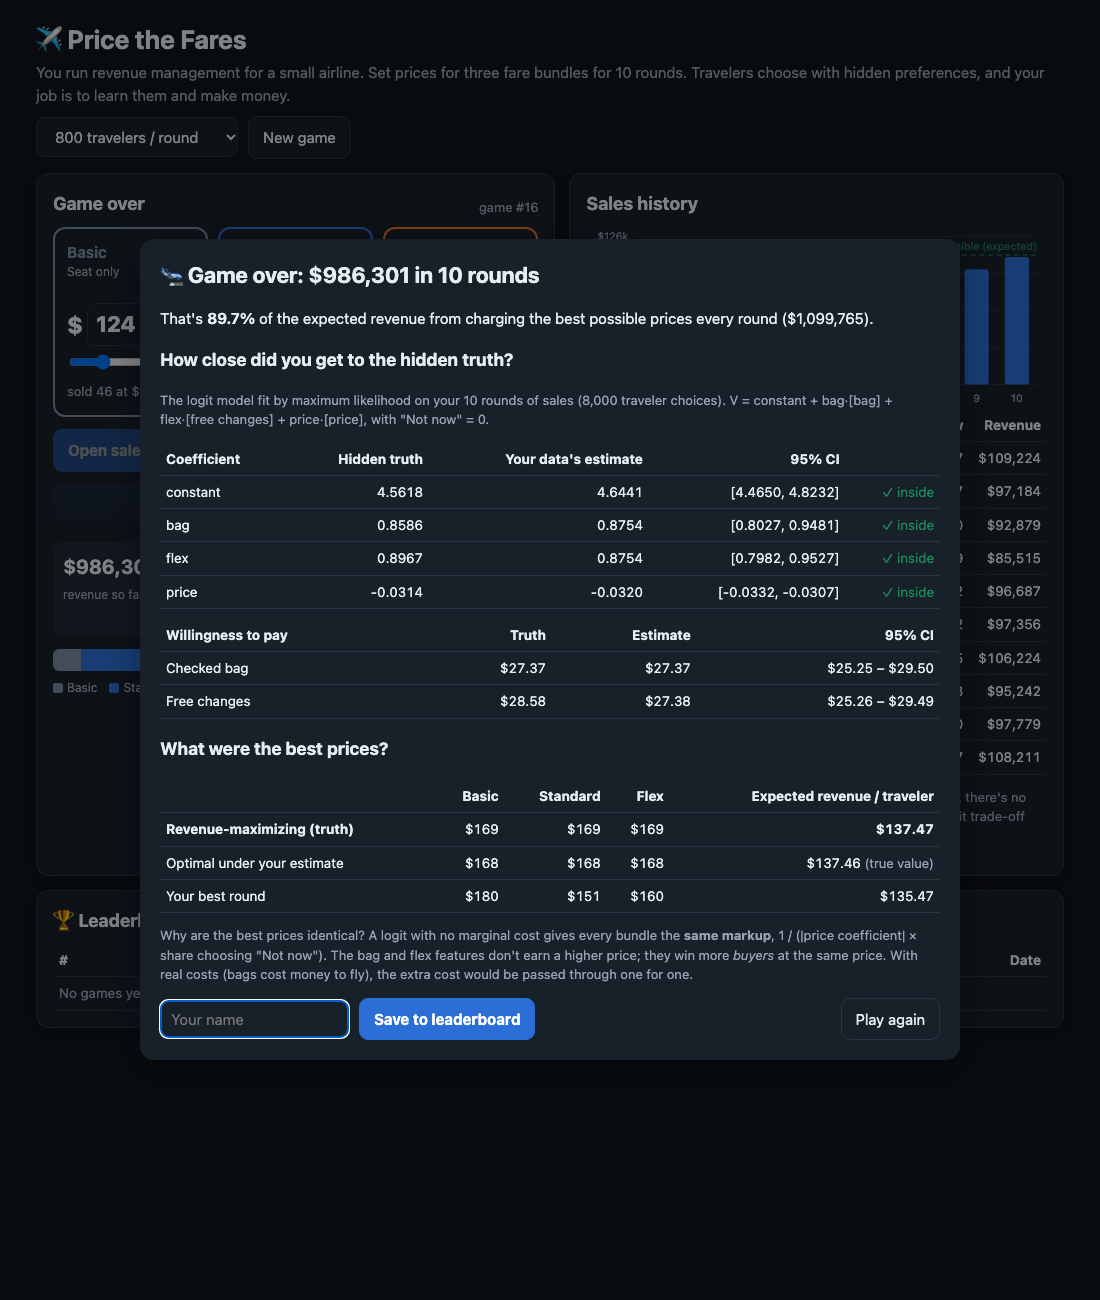 Price the Fares
You run revenue management for a small airline. Set prices for three fare bundles for 10 rounds. Travelers choose with hidden preferences, and your
job is to learn them and make money.
800 travelers / round
New game
Game over
game #16
Basic
Seat only
$ 124
sold 46 at $
Open sale
$986,30
revenue so fa
Basic
Sta
Sales history
$126k
sible (expected)
9
10
Revenue
$109,224
$97,184
$92,879
$85,515
$96,687
$97,356
$106,224
$95,242
$97,779
$108,211
, there's no
it trade-off
Leaderl
#
Date
No games ye
Game over: $986,301 in 10 rounds
That's 89.7% of the expected revenue from charging the best possible prices every round ($1,099,765).
How close did you get to the hidden truth?
The logit model fit by maximum likelihood on your 10 rounds of sales (8,000 traveler choices). V = constant + bag·[bag] +
flex·[free changes] + price·[price], with "Not now" = 0.
Coefficient Hidden truth Your data's estimate 95% CI
constant 4.5618 4.6441 [4.4650, 4.8232] ✓ inside
bag 0.8586 0.8754 [0.8027, 0.9481] ✓ inside
flex 0.8967 0.8754 [0.7982, 0.9527] ✓ inside
price -0.0314 -0.0320 [-0.0332, -0.0307] ✓ inside
Willingness to pay Truth Estimate 95% CI
Checked bag $27.37 $27.37 $25.25 – $29.50
Free changes $28.58 $27.38 $25.26 – $29.49
What were the best prices?
Basic Standard Flex Expected revenue / traveler
Revenue-maximizing (truth) $169 $169 $169 $137.47
Optimal under your estimate $168 $168 $168 $137.46 (true value)
Your best round $180 $151 $160 $135.47
Why are the best prices identical? A logit with no marginal cost gives every bundle the same markup, 1 / (|price coefficient| ×
share choosing "Not now"). The bag and flex features don't earn a higher price; they win more buyers at the same price. With
real costs (bags cost money to fly), the extra cost would be passed through one for one.
Your name
Save to leaderboard
Play again